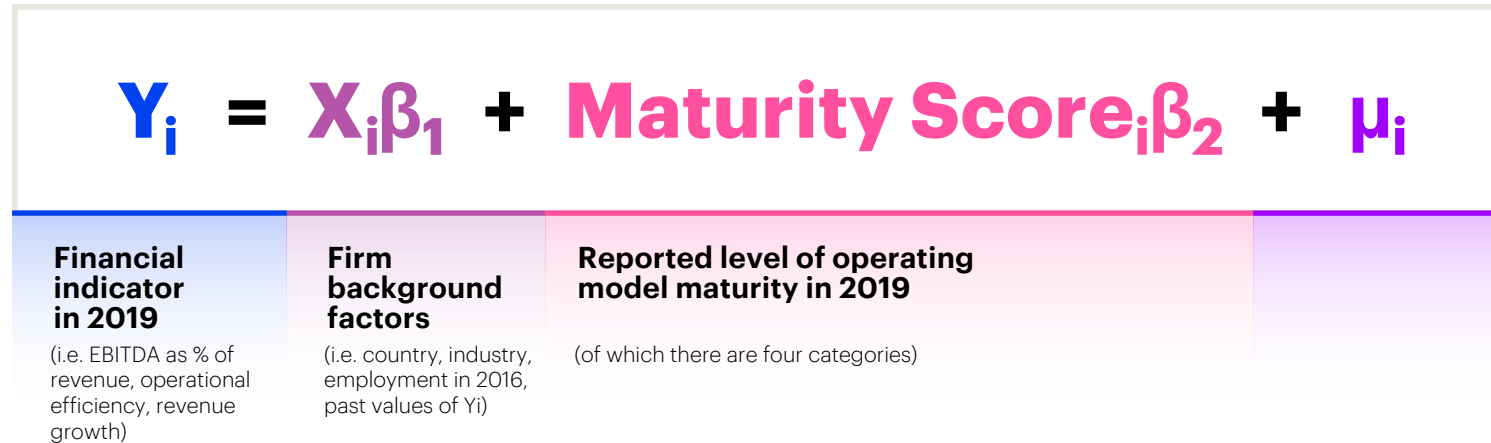 Yᵢ = Xᵢβ₁ + Maturity Scoreᵢβ₂ + μᵢ
Financial
indicator
in 2019
(i.e. EBITDA as % of
revenue, operational
efficiency, revenue
growth)
Firm
background
factors
(i.e. country, industry,
employment in 2016,
past values of Yi)
Reported level of operating
model maturity in 2019
(of which there are four categories)